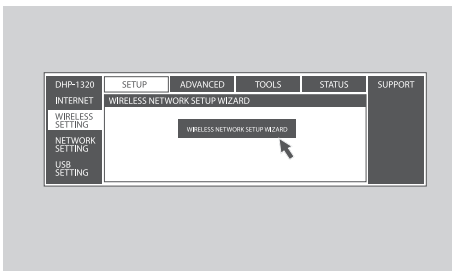 DHP-1320 SETUP ADVANCED TOOLS STATUS SUPPORT
INTERNET
WIRELESS SETTING
NETWORK SETTING
USB SETTING
WIRELESS NETWORK SETUP WIZARD
WIRELESS NETWORK SETUP WIZARD